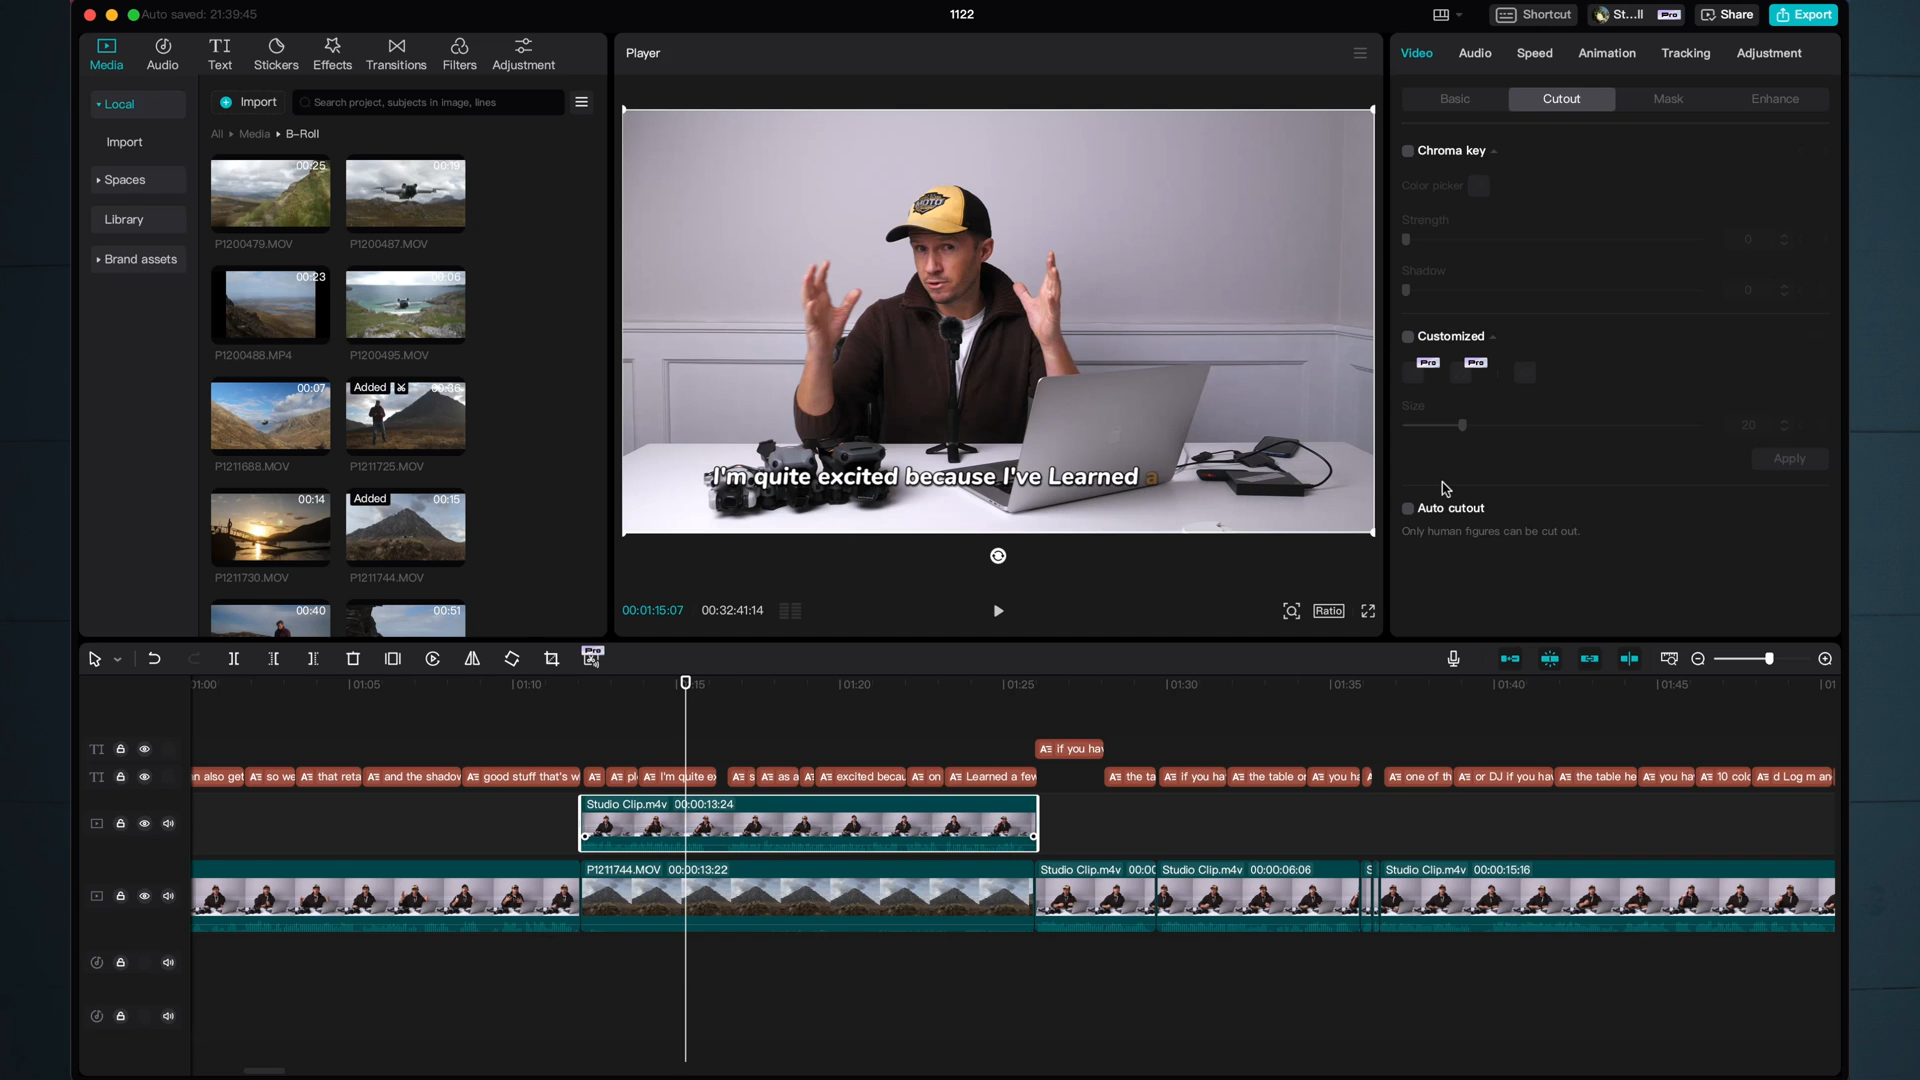 Auto saved: 21:39:45
1122
Shortcut
St...ll
Pro
Share
Export
Media
Audio
Text
Stickers
Effects
Transitions
Filters
Adjustment
Local
Import
Spaces
Library
Brand assets
Import
Search project, subjects in image, lines
All
Media
B-Roll
00:25
00:19
P1200479.MOV
P1200487.MOV
00:23
00:06
P1200488.MP4
P1200495.MOV
00:07
Added
00:36
P1211688.MOV
P1211725.MOV
00:14
Added
00:15
P1211730.MOV
P1211744.MOV
00:40
00:51
Player
MOTO
I'm quite excited because I've Learned a
00:01:15:07
00:32:41:14
Ratio
Video
Audio
Speed
Animation
Tracking
Adjustment
Basic
Cutout
Mask
Enhance
Chroma key
Color picker
Strength
0
Shadow
0
Customized
Pro
Pro
Size
20
Apply
Auto cutout
Only human figures can be cut out.
Pro
01:00
01:05
01:10
01:15
01:20
01:25
01:30
01:35
01:40
01:45
01
if you hav
n also get
so we
that reta
and the shadow
good stuff that's w
pl
I'm quite ex
s
as a
excited becau
on
Learned a few
the ta
if you ha
the table or
you ha
one of th
or DJ if you hav
the table he
you hav
10 colo
d Log m an
Studio Clip.m4v 00:00:13:24
P1211744.MOV 00:00:13:22
Studio Clip.m4v 00:00
Studio Clip.m4v 00:00:06:06
S
Studio Clip.m4v 00:00:15:16